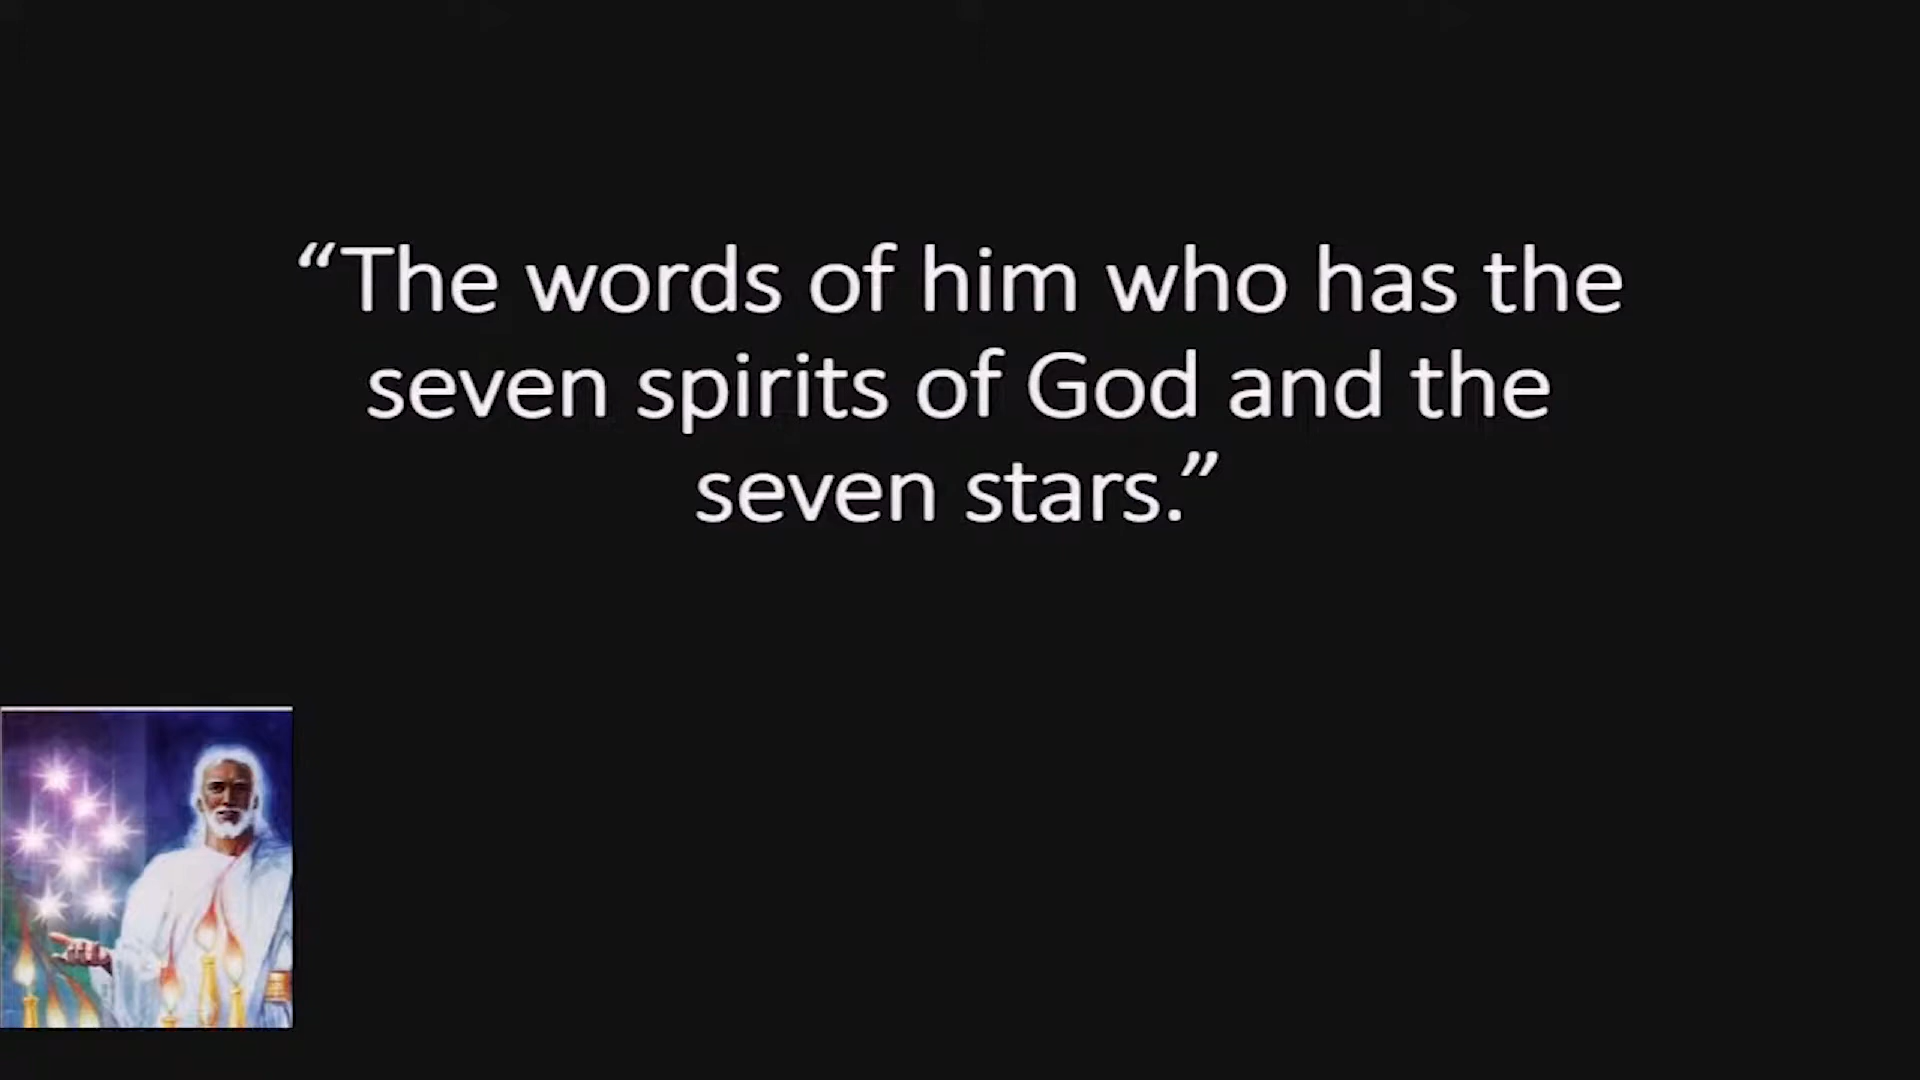 “The words of him who has the
seven spirits of God and the
seven stars.”